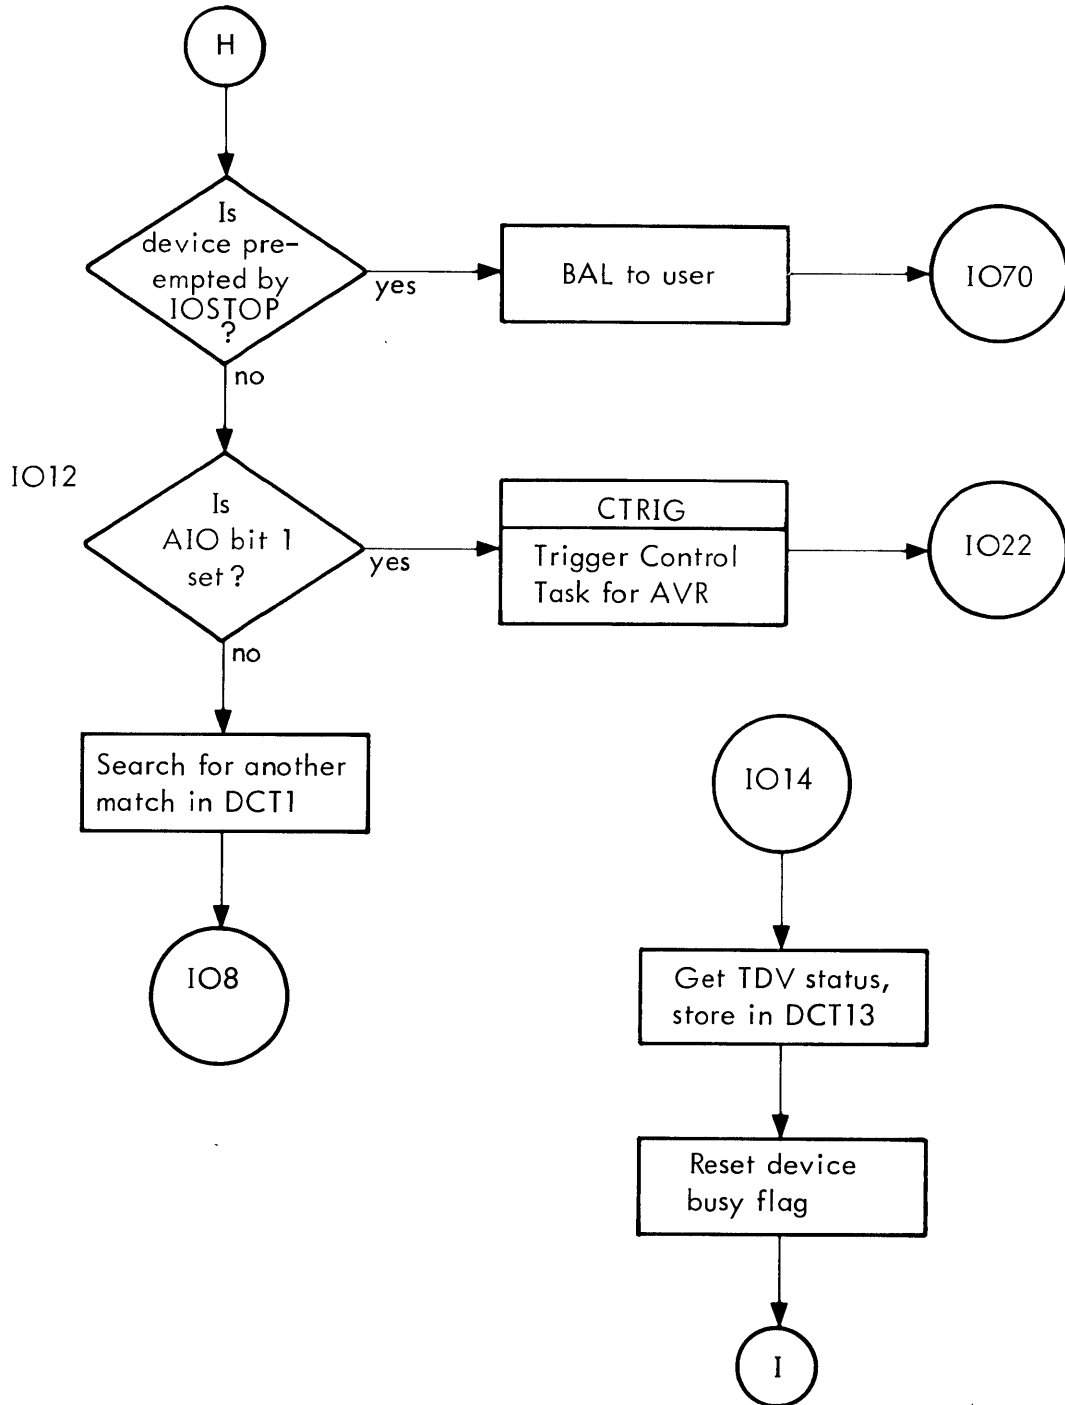 H
Is
device pre-
empted by
IOSTOP
?
yes
BAL to user
IO70
no
IO12
Is
AIO bit 1
set?
yes
CTRIG
Trigger Control
Task for AVR
IO22
no
Search for another
match in DCT1
IO8
IO14
Get TDV status,
store in DCT13
Reset device
busy flag
I